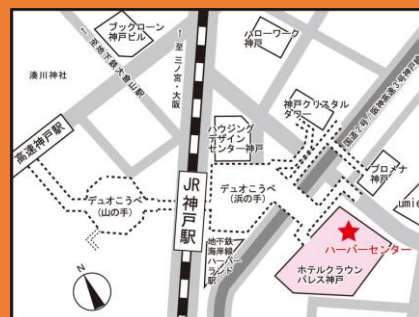 ブックローン
神戸ビル
←至地下鉄大倉山駅
←至 三ノ宮・大阪
ハローワーク
神戸
湊川神社
高速神戸駅
神戸クリスタル
タワー
国道2号/阪神高速3号神戸線
ハウジング
デザイン
センター神戸
プロメナ
神戸
デュオこうべ
(山の手)
JR
神戸駅
デュオこうべ
(浜の手)
umie
ハーバーセンター
地下鉄
海岸線
ハーバー
ランド
駅
ホテルクラウン
パレス神戸
N